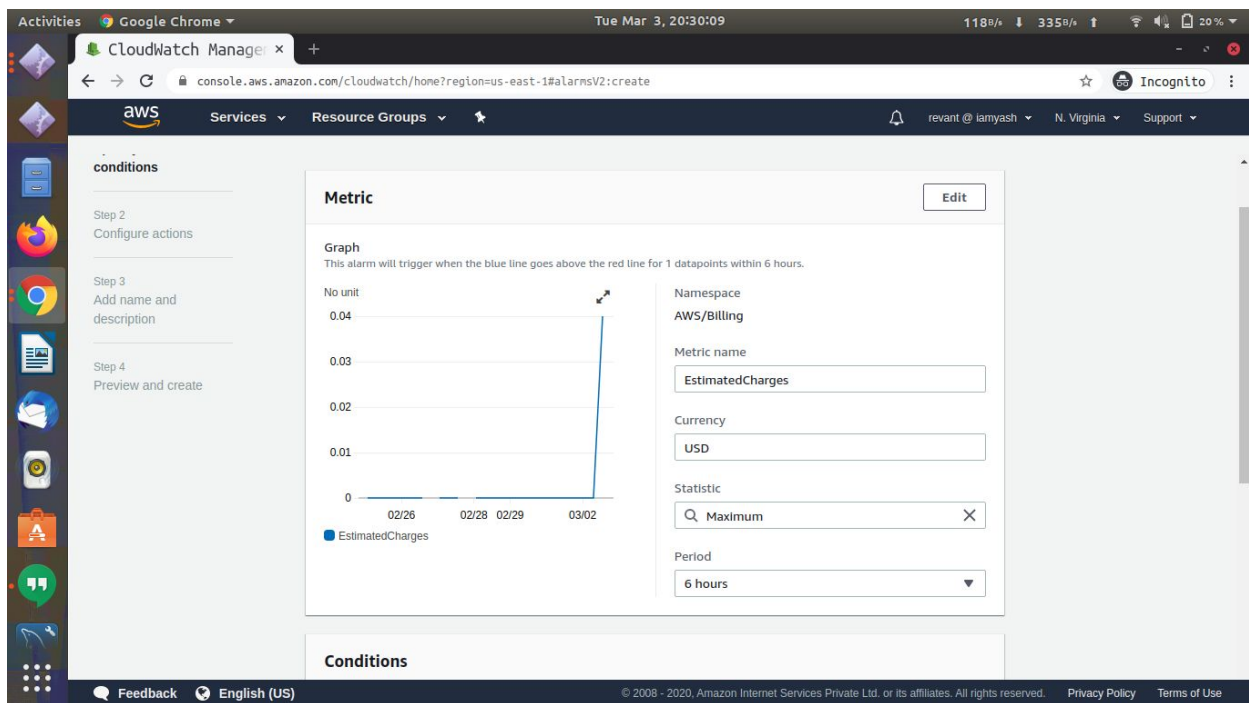 Activities Google Chrome Tue Mar 3, 20:30:09 118B/s 335B/s 20%
CloudWatch Manager
console.aws.amazon.com/cloudwatch/home?region=us-east-1#alarmsV2:create Incognito
aws Services Resource Groups revant @ iamyash N. Virginia Support
conditions
Step 2
Configure actions
Step 3
Add name and
description
Step 4
Preview and create
Metric Edit
Graph
This alarm will trigger when the blue line goes above the red line for 1 datapoints within 6 hours.
No unit
0.04
0.03
0.02
0.01
0
02/26 02/28 02/29 03/02
EstimatedCharges
Namespace
AWS/Billing
Metric name
EstimatedCharges
Currency
USD
Statistic
Maximum
Period
6 hours
Conditions
Feedback English (US) © 2008 - 2020, Amazon Internet Services Private Ltd. or its affiliates. All rights reserved. Privacy Policy Terms of Use